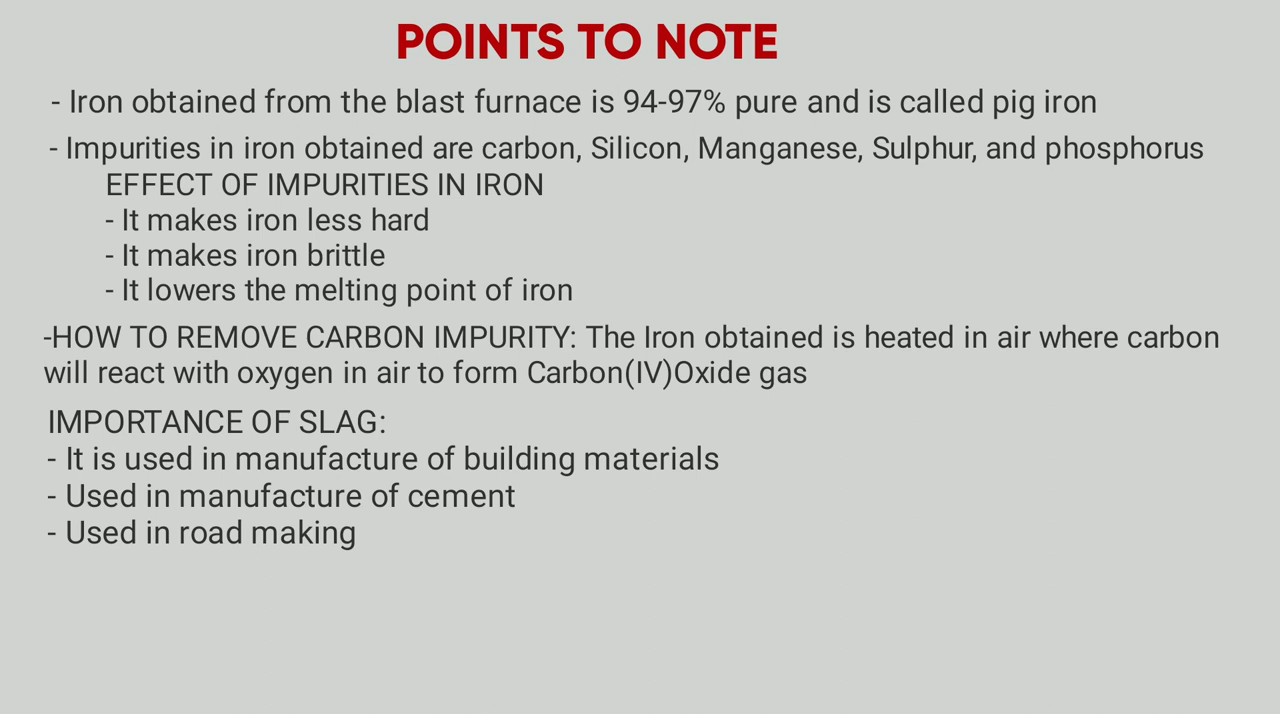 POINTS TO NOTE
- Iron obtained from the blast furnace is 94-97% pure and is called pig iron
- Impurities in iron obtained are carbon, Silicon, Manganese, Sulphur, and phosphorus
EFFECT OF IMPURITIES IN IRON
- It makes iron less hard
- It makes iron brittle
- It lowers the melting point of iron
-HOW TO REMOVE CARBON IMPURITY: The Iron obtained is heated in air where carbon
will react with oxygen in air to form Carbon(IV)Oxide gas
IMPORTANCE OF SLAG:
- It is used in manufacture of building materials
- Used in manufacture of cement
- Used in road making